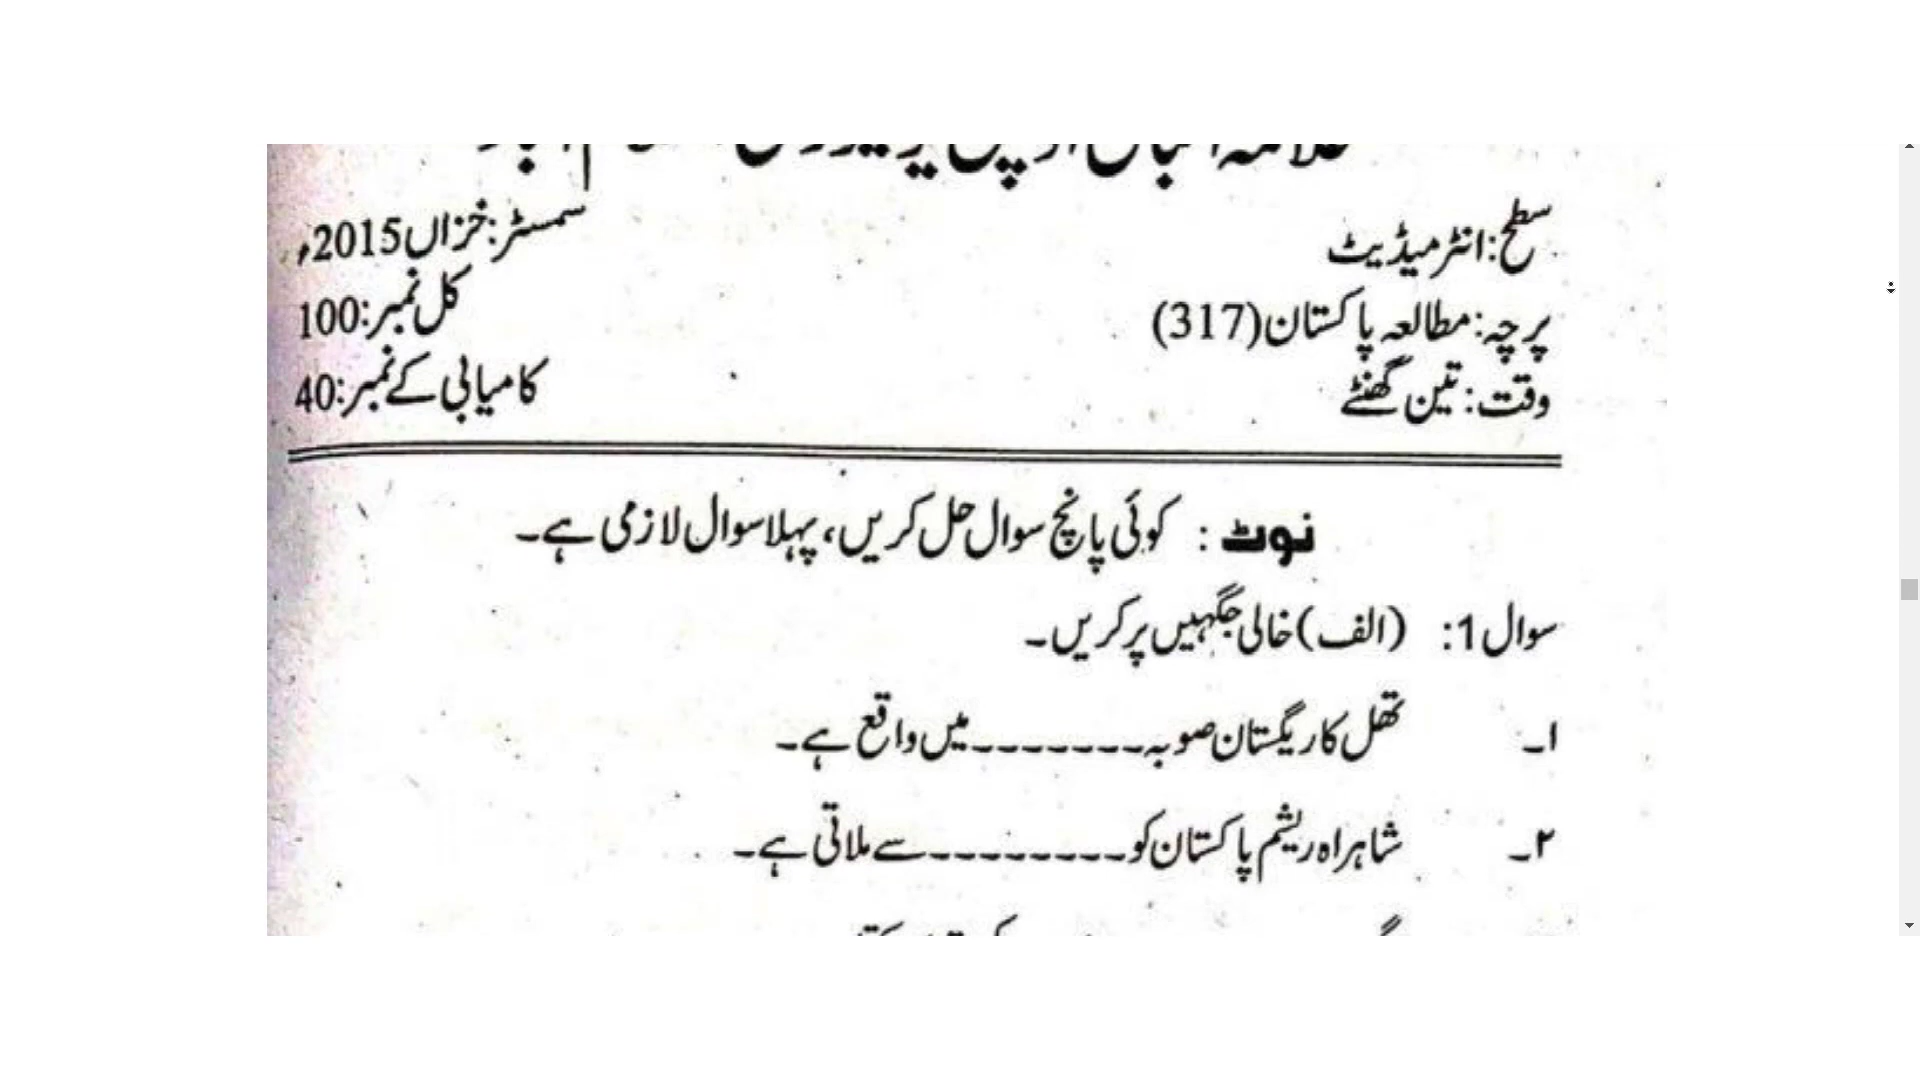 سطح: انٹرمیڈیٹ سمسٹر: خزاں 2015ء
پرچہ: مطالعہ پاکستان (317) کل نمبر: 100
وقت: تین گھنٹے کامیابی کے نمبر: 40
نوٹ : کوئی پانچ سوال حل کریں، پہلا سوال لازمی ہے۔
سوال 1: (الف) خالی جگہیں پر کریں۔
۱۔ تھل کا ریگستان صوبہ -------- میں واقع ہے۔
۲۔ شاہراہ ریشم پاکستان کو --------- سے ملاتی ہے۔